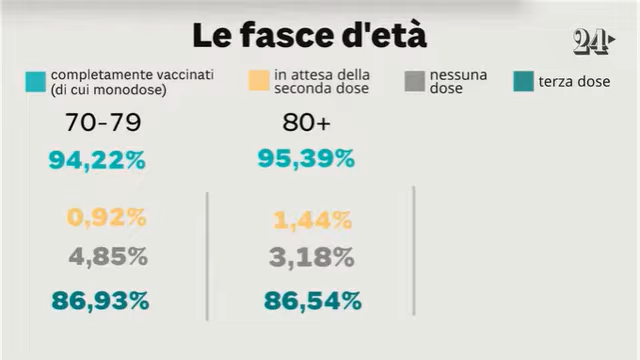 Le fasce d'età
24
completamente vaccinati
(di cui monodose)
in attesa della
seconda dose
nessuna
dose
terza dose
70-79 80+
94,22% 95,39%
0,92% 1,44%
4,85% 3,18%
86,93% 86,54%